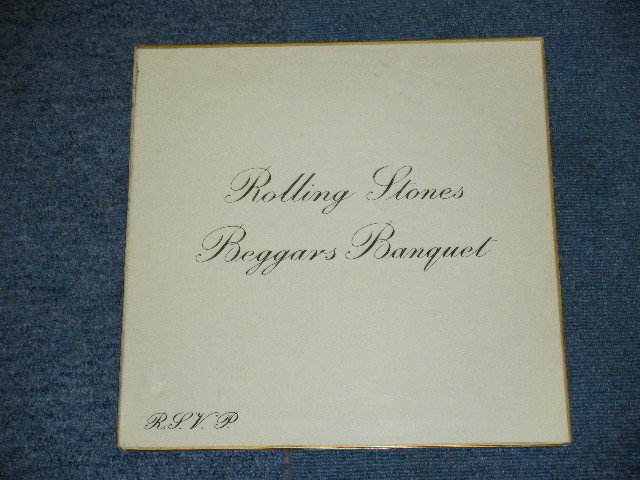 Rolling Stones
Beggars Banquet
R.S.V.P.